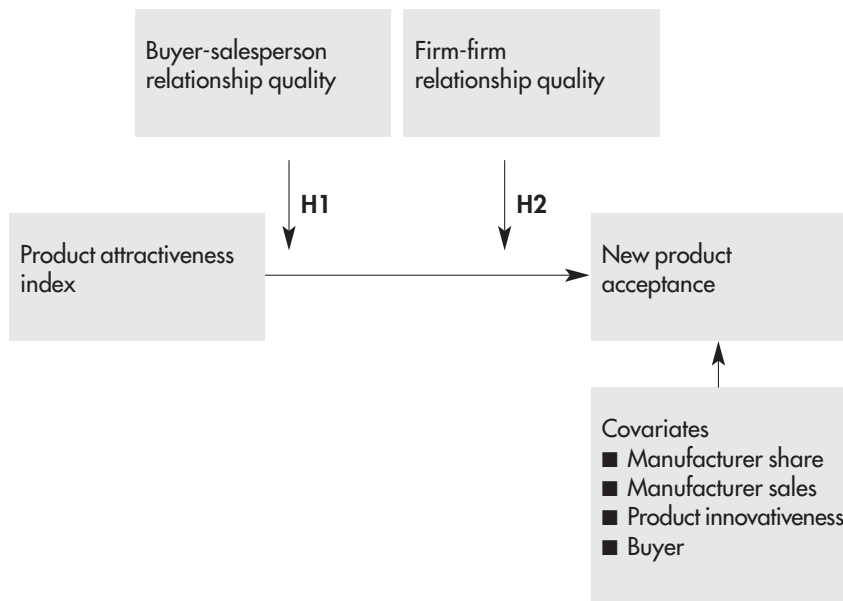 Buyer-salesperson
relationship quality
Firm-firm
relationship quality
H1
H2
Product attractiveness
index
New product
acceptance
Covariates
■ Manufacturer share
■ Manufacturer sales
■ Product innovativeness
■ Buyer